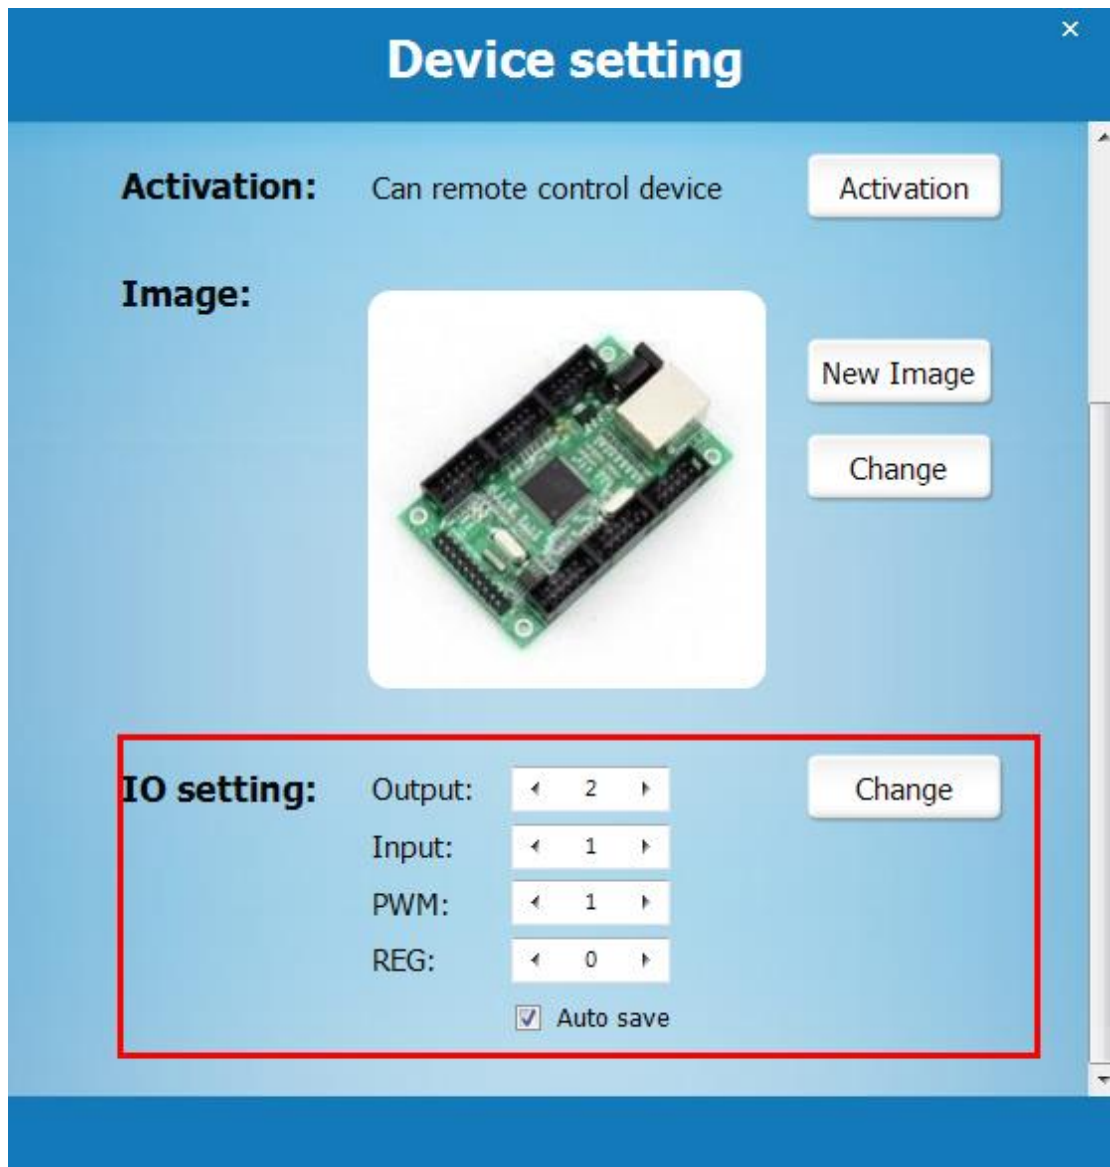 Device setting
×
Activation: Can remote control device Activation
Image:
New Image
Change
IO setting: Output: 2 Change
Input: 1
PWM: 1
REG: 0
Auto save